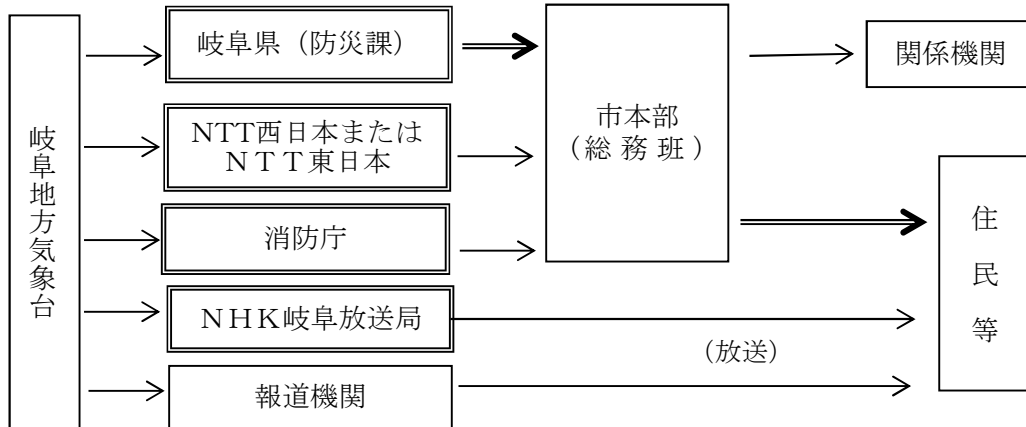 岐阜地方気象台
岐阜県（防災課）
NTT西日本または
ＮＴＴ東日本
消防庁
ＮＨＫ岐阜放送局
報道機関
市本部
（総 務 班）
関係機関
住民等
（放送）